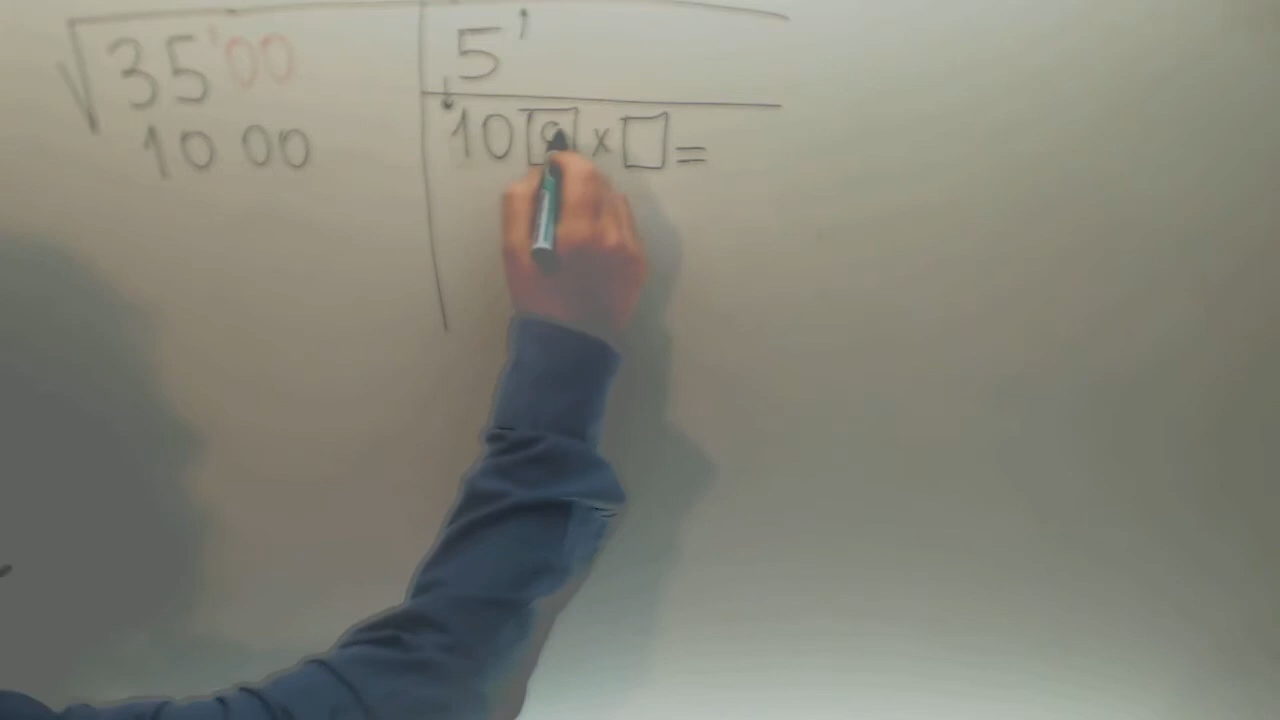 √35'00
5'
10 00
10 □ × □ =